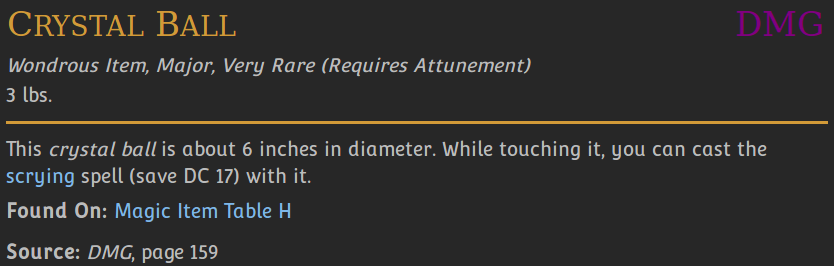 Crystal Ball DMG
Wondrous Item, Major, Very Rare (Requires Attunement)
3 lbs.
This crystal ball is about 6 inches in diameter. While touching it, you can cast the
scrying spell (save DC 17) with it.
Found On: Magic Item Table H
Source: DMG, page 159